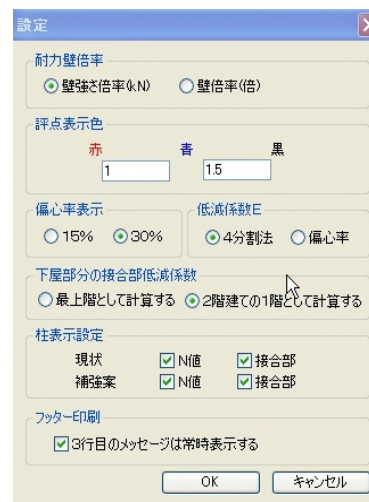 設定
耐力壁倍率
壁強さ倍率(kN) 壁倍率(倍)
評点表示色
赤 青 黒
1 1.5
偏心率表示 低減係数E
15% 30% 4分割法 偏心率
下屋部分の接合部低減係数
最上階として計算する 2階建ての1階として計算する
柱表示設定
現状 N値 接合部
補強案 N値 接合部
フッター印刷
3行目のメッセージは常時表示する
OK キャンセル